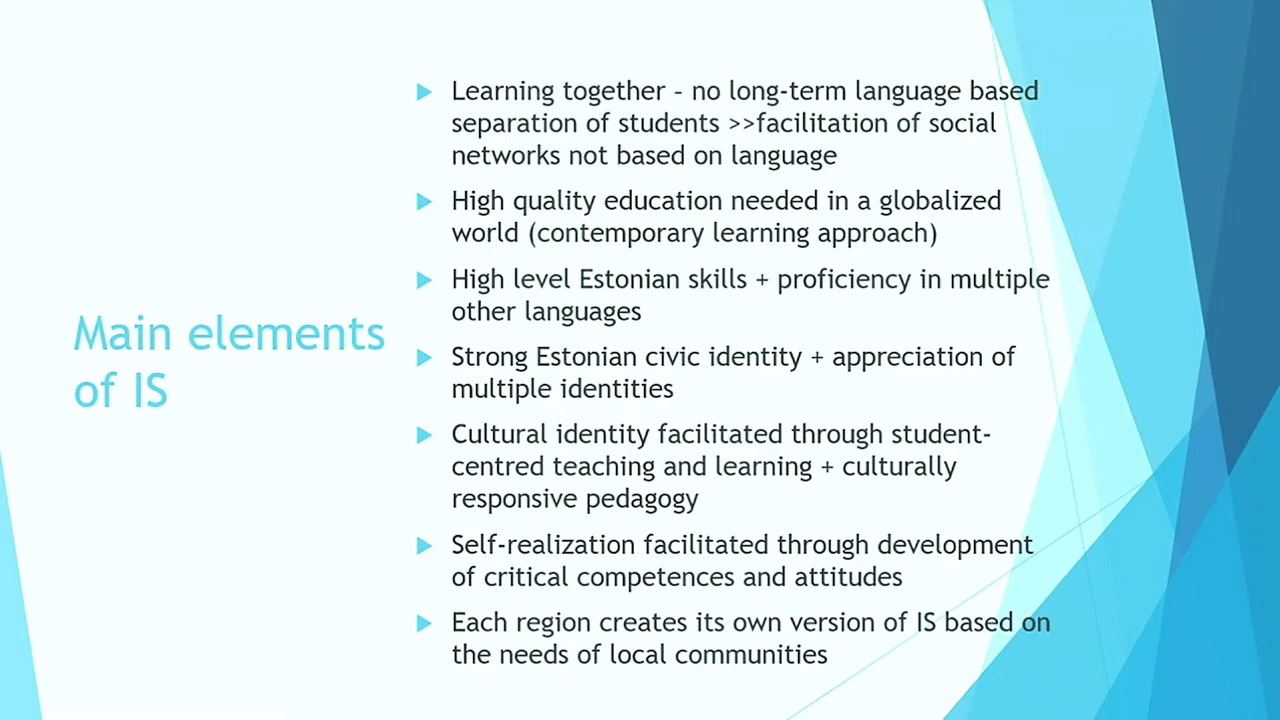 Main elements
of IS
Learning together – no long-term language based
separation of students >>facilitation of social
networks not based on language
High quality education needed in a globalized
world (contemporary learning approach)
High level Estonian skills + proficiency in multiple
other languages
Strong Estonian civic identity + appreciation of
multiple identities
Cultural identity facilitated through student-
centred teaching and learning + culturally
responsive pedagogy
Self-realization facilitated through development
of critical competences and attitudes
Each region creates its own version of IS based on
the needs of local communities